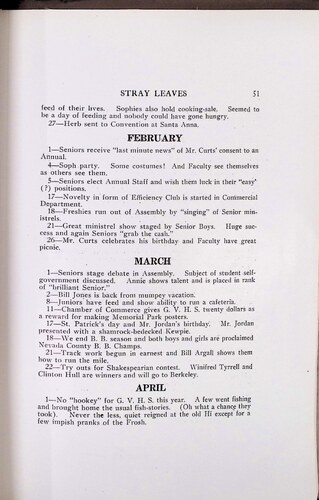 STRAY LEAVES 51
feed of their lives. Sophies also hold cooking-sale. Seemed to
be a day of feeding and nobody could have gone hungry.
27—Herb sent to Convention at Santa Anna.
FEBRUARY
1—Seniors receive "last minute news" of Mr. Curts' consent to an
Annual.
4—Soph party. Some costumes! And Faculty see themselves
as others see them.
5—Seniors elect Annual Staff and wish them luck in their "easy'
(?) positions.
17—Novelty in form of Efficiency Club is started in Commercial
Department.
18—Freshies run out of Assembly by "singing" of Senior min-
istrels.
21—Great ministrel show staged by Senior Boys. Huge suc-
cess and again Seniors "grab the cash."
26—Mr. Curts celebrates his birthday and Faculty have great
picnic.
MARCH
1—Seniors stage debate in Assembly. Subject of student self-
government discussed. Annie shows talent and is placed in rank
of "brilliant Senior."
2—Bill Jones is back from mumpey vacation.
8—Juniors have feed and show ability to run a cafeteria.
11—Chamber of Commerce gives G. V. H. S. twenty dollars as
a reward for making Memorial Park posters.
17—St. Patrick's day and Mr. Jordan's birthday. Mr. Jordan
presented with a shamrock-bedecked Kewpie.
18—We end B. B. season and both boys and girls are proclaimed
Nevada County B. B. Champs.
21—Track work begun in earnest and Bill Argall shows them
how to run the mile.
22—Try outs for Shakespearian contest. Winifred Tyrrell and
Clinton Hull are winners and will go to Berkeley.
APRIL
1—No "hookey" for G. V. H. S. this year. A few went fishing
and brought home the usual fish-stories. (Oh what a chance they
took). Never the less, quiet reigned at the old Hi except for a
few impish pranks of the Frosh.